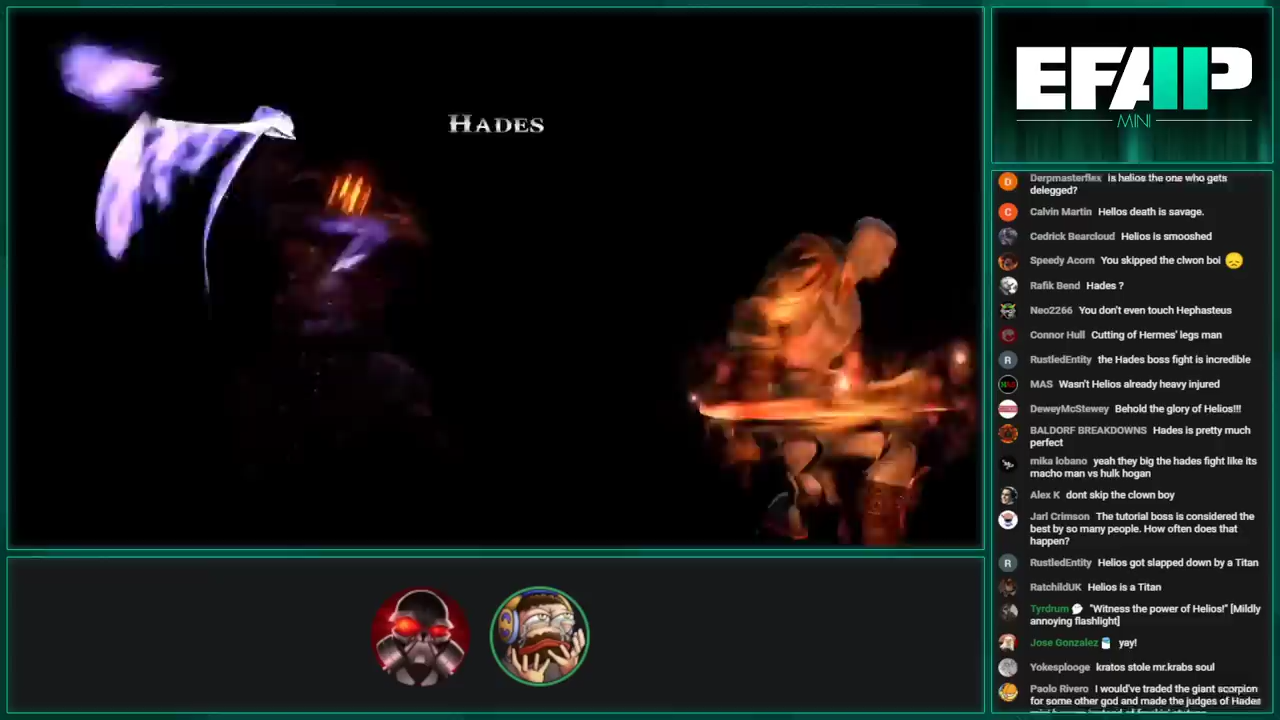 HADES
EFAP
MINI
Derpmasterflex is helios the one who gets
delegged?
Calvin Martin Helios death is savage.
Cedrick Bearcloud Helios is smooshed
Speedy Acorn You skipped the clwon boi 😞
Rafik Bend Hades ?
Neo2266 You don't even touch Hephasteus
Connor Hull Cutting of Hermes' legs man
RustledEntity the Hades boss fight is incredible
MAS Wasn't Helios already heavy injured
DeweyMcStewey Behold the glory of Helios!!!
BALDORF BREAKDOWNS Hades is pretty much
perfect
mika lobano yeah they big the hades fight like its
macho man vs hulk hogan
Alex K dont skip the clown boy
Jarl Crimson The tutorial boss is considered the
best by so many people. How often does that
happen?
RustledEntity Helios got slapped down by a Titan
RatchildUK Helios is a Titan
Tyrdrum "Witness the power of Helios!" [Mildly
annoying flashlight]
Jose Gonzalez yay!
Yokesplooge kratos stole mr.krabs soul
Paolo Rivero I would've traded the giant scorpion
for some other god and made the judges of Hades